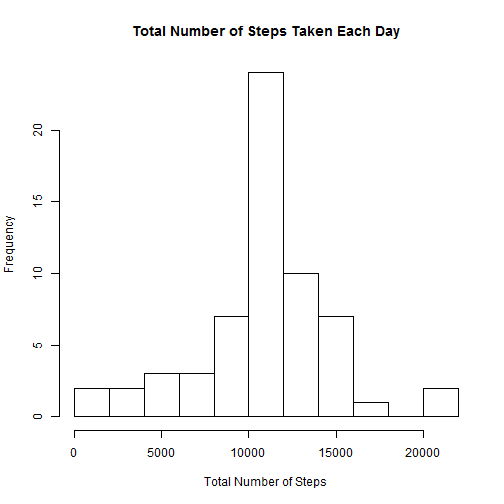 Total Number of Steps Taken Each Day
Frequency
20
15
10
5
0
0 5000 10000 15000 20000
Total Number of Steps